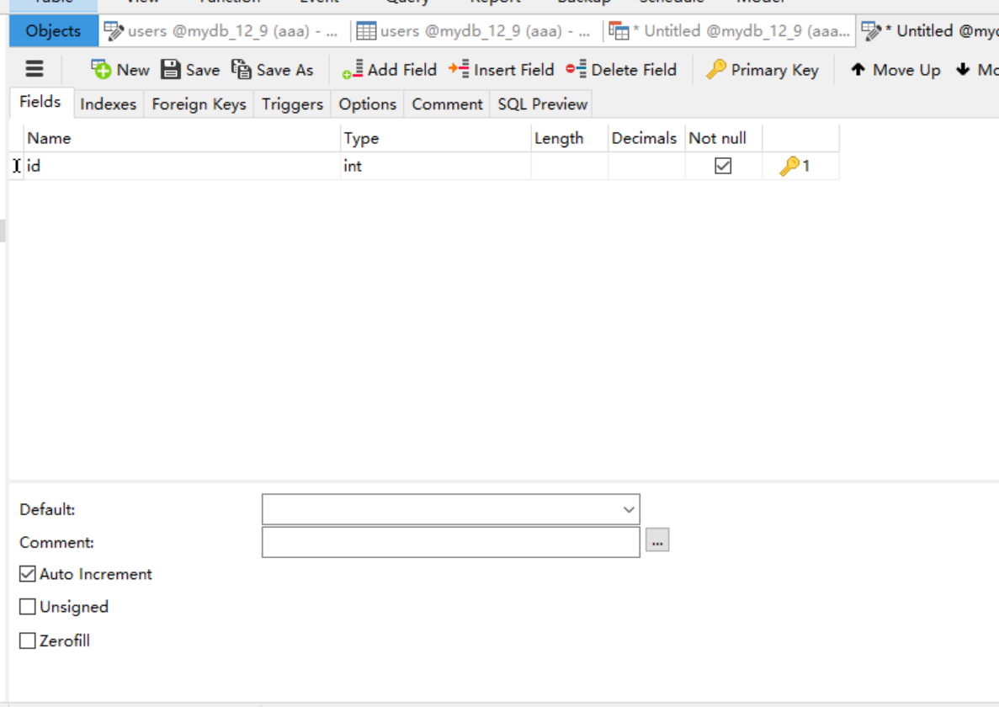 Table View Function Event Query Report Backup Schedule Model
Objects users @mydb_12_9 (aaa) - ... users @mydb_12_9 (aaa) - ... * Untitled @mydb_12_9 (aaa... * Untitled @myc
New Save Save As Add Field Insert Field Delete Field Primary Key Move Up Mo
Fields Indexes Foreign Keys Triggers Options Comment SQL Preview
Name Type Length Decimals Not null
id int 1
Default:
Comment: ...
Auto Increment
Unsigned
Zerofill